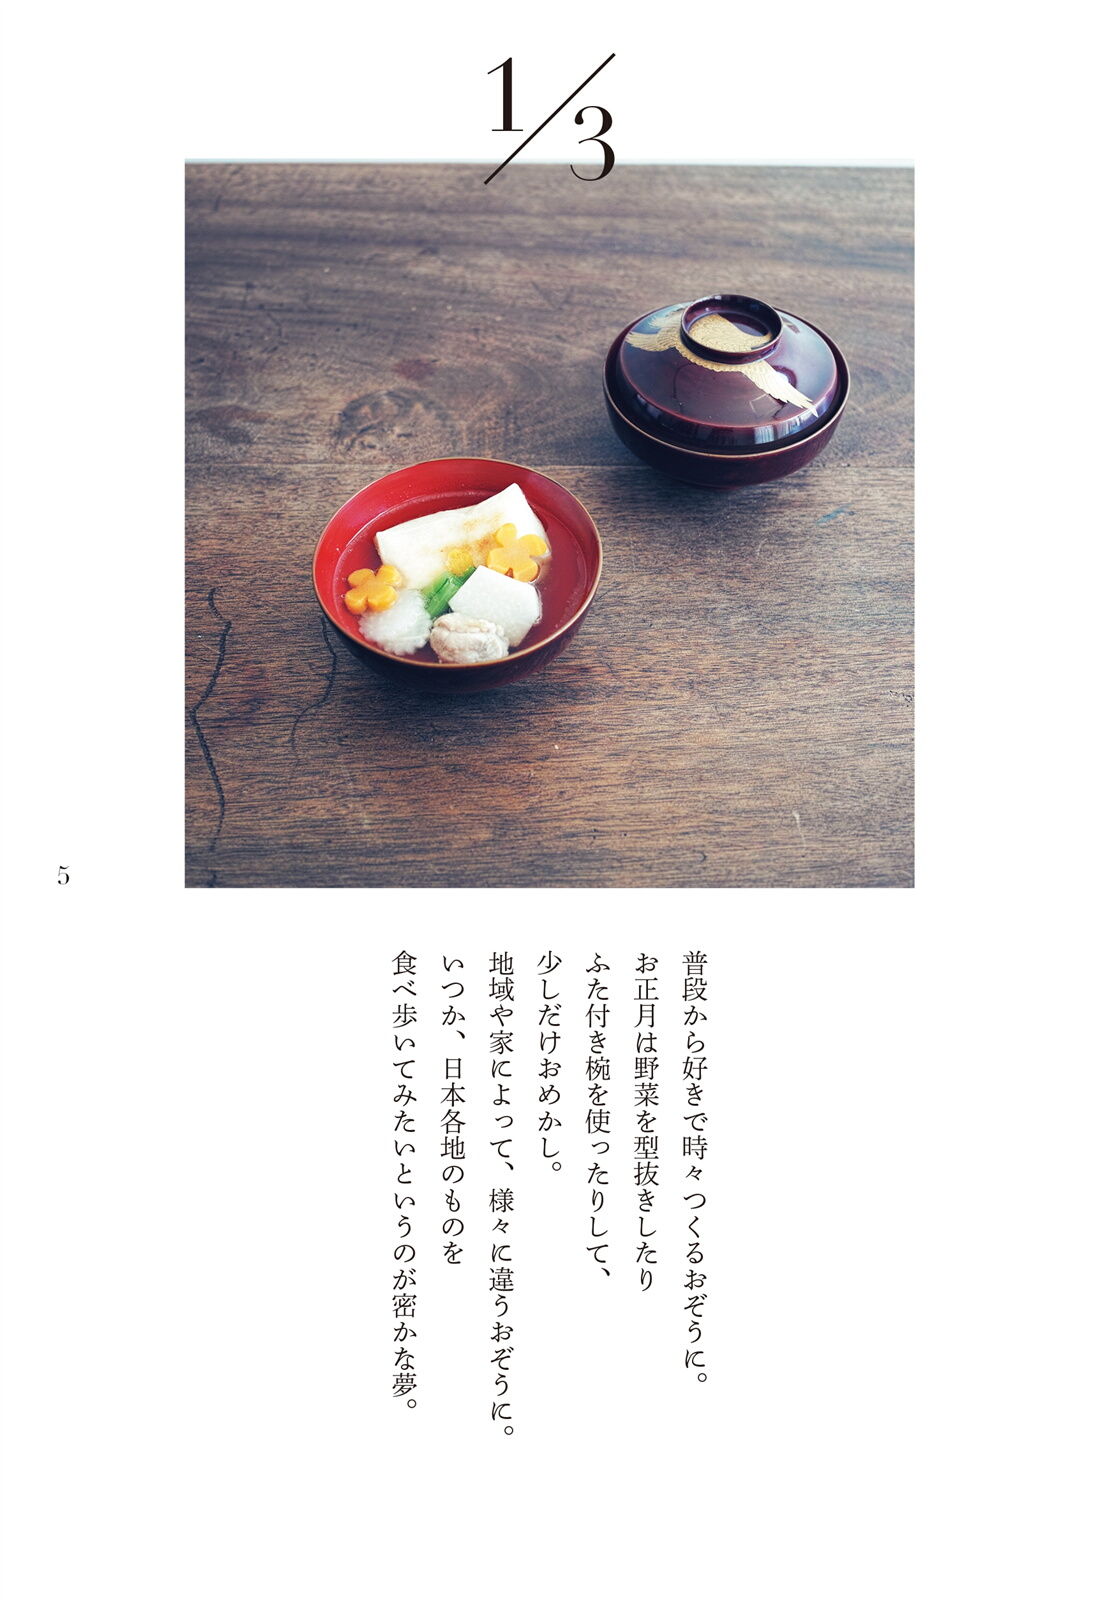 1/3
普段から好きで時々つくるおぞうに。
お正月は野菜を型抜きしたり
ふた付き椀を使ったりして、
少しだけおめかし。
地域や家によって、様々に違うおぞうに。
いつか、日本各地のものを
食べ歩いてみたいというのが密かな夢。
5